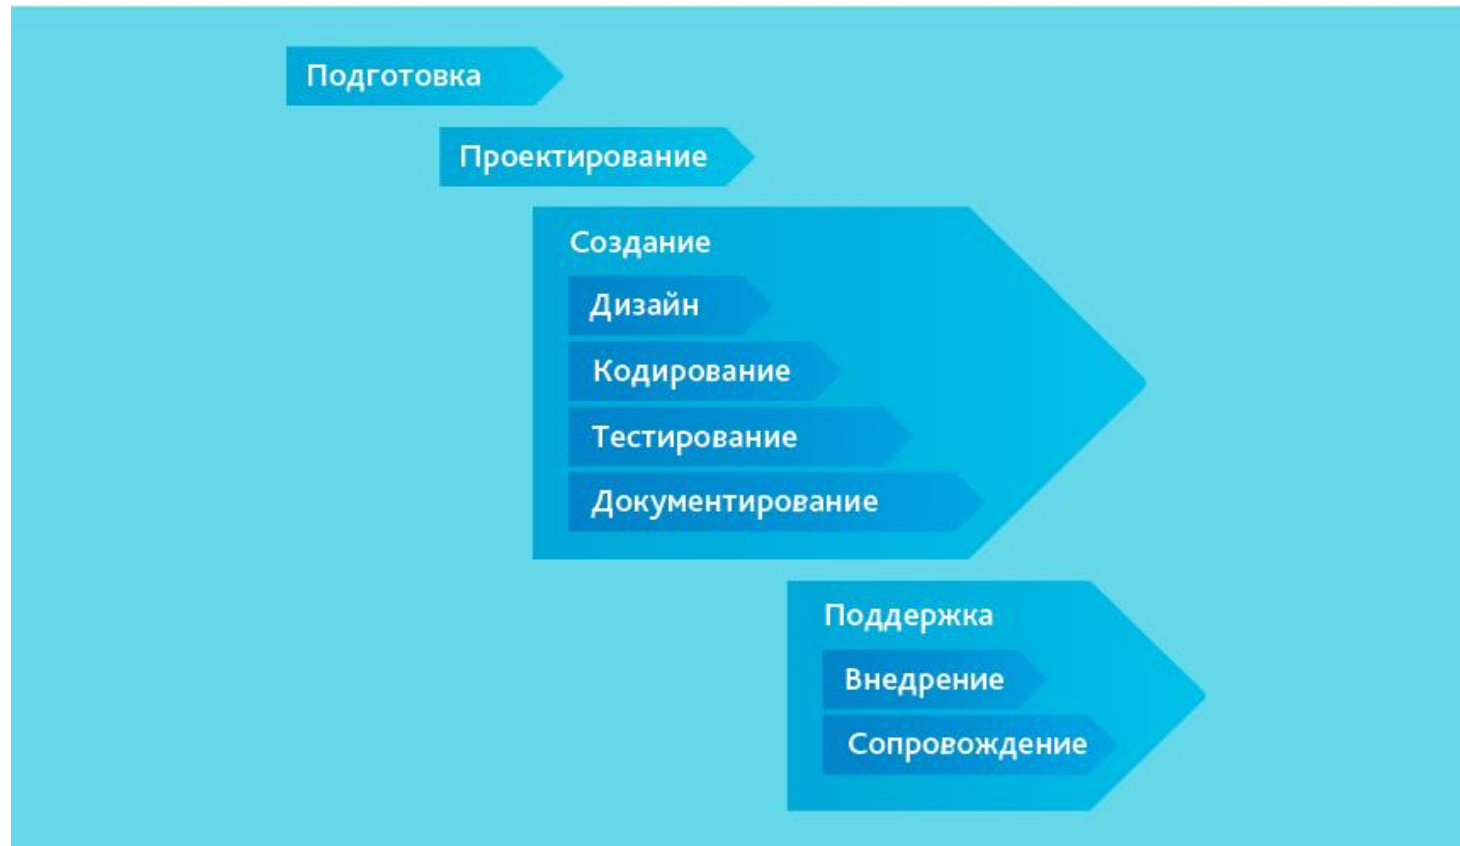 Подготовка
Проектирование
Создание
Дизайн
Кодирование
Тестирование
Документирование
Поддержка
Внедрение
Сопровождение